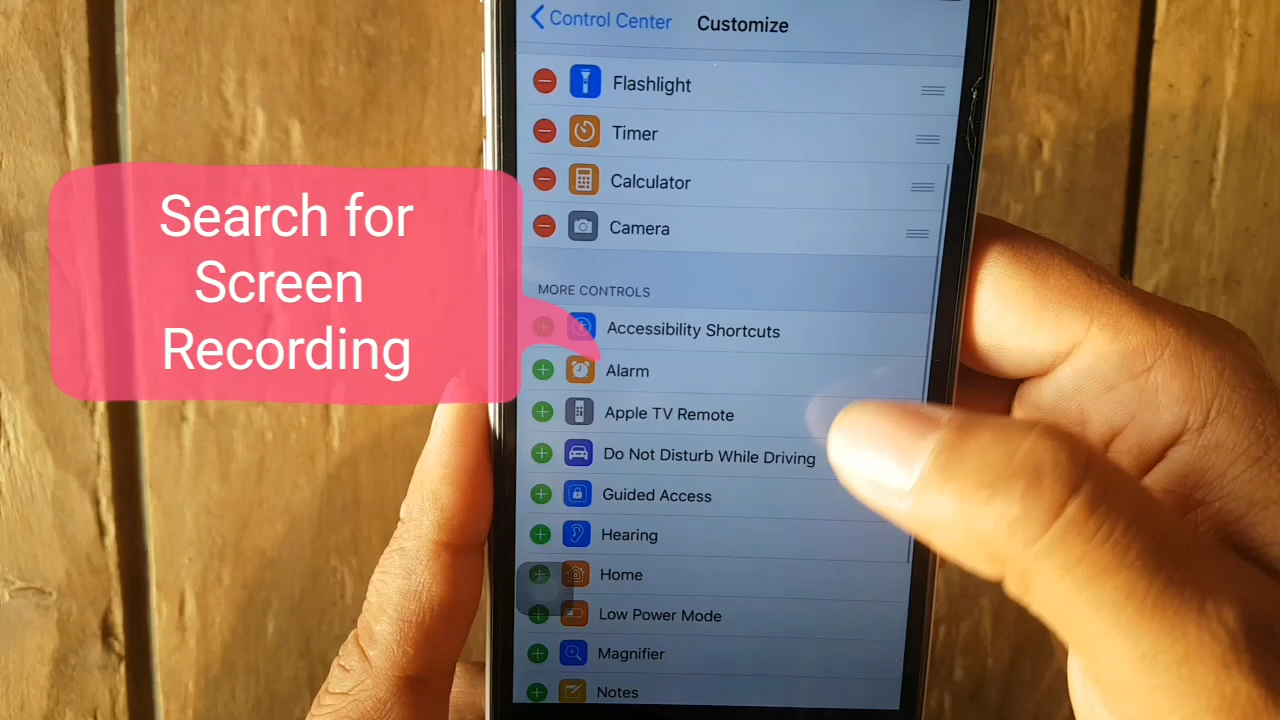 Control Center
Customize
Flashlight
Timer
Calculator
Camera
Search for
Screen
Recording
MORE CONTROLS
Accessibility Shortcuts
Alarm
Apple TV Remote
Do Not Disturb While Driving
Guided Access
Hearing
Home
Low Power Mode
Magnifier
Notes